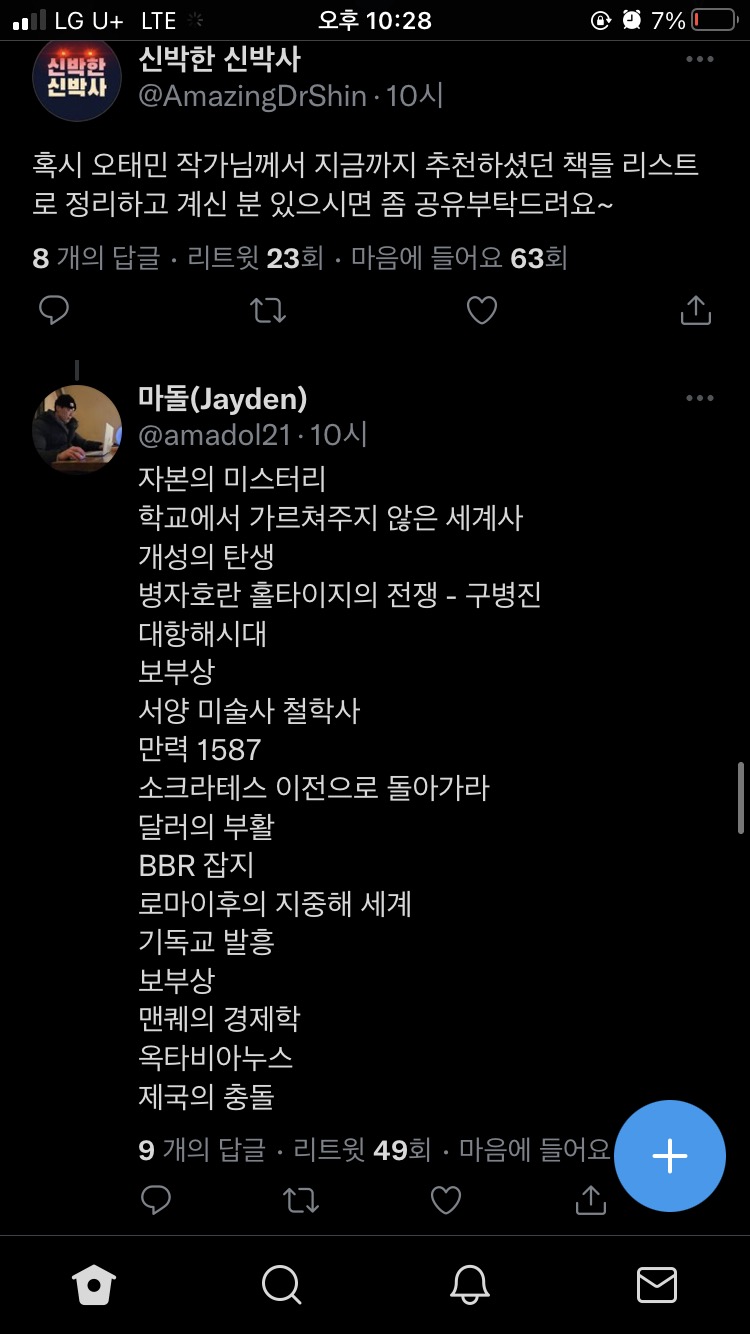 LG U+ LTE 오후 10:28 7%
신박한
신박사
신박한 신박사
@AmazingDrShin · 10시
혹시 오태민 작가님께서 지금까지 추천하셨던 책들 리스트
로 정리하고 계신 분 있으시면 좀 공유부탁드려요~
8 개의 답글 · 리트윗 23회 · 마음에 들어요 63회
마돌(Jayden)
@amadol21 · 10시
자본의 미스터리
학교에서 가르쳐주지 않은 세계사
개성의 탄생
병자호란 홀타이지의 전쟁 - 구병진
대항해시대
보부상
서양 미술사 철학사
만력 1587
소크라테스 이전으로 돌아가라
달러의 부활
BBR 잡지
로마이후의 지중해 세계
기독교 발흥
보부상
맨퀘의 경제학
옥타비아누스
제국의 충돌
9 개의 답글 · 리트윗 49회 · 마음에 들어요